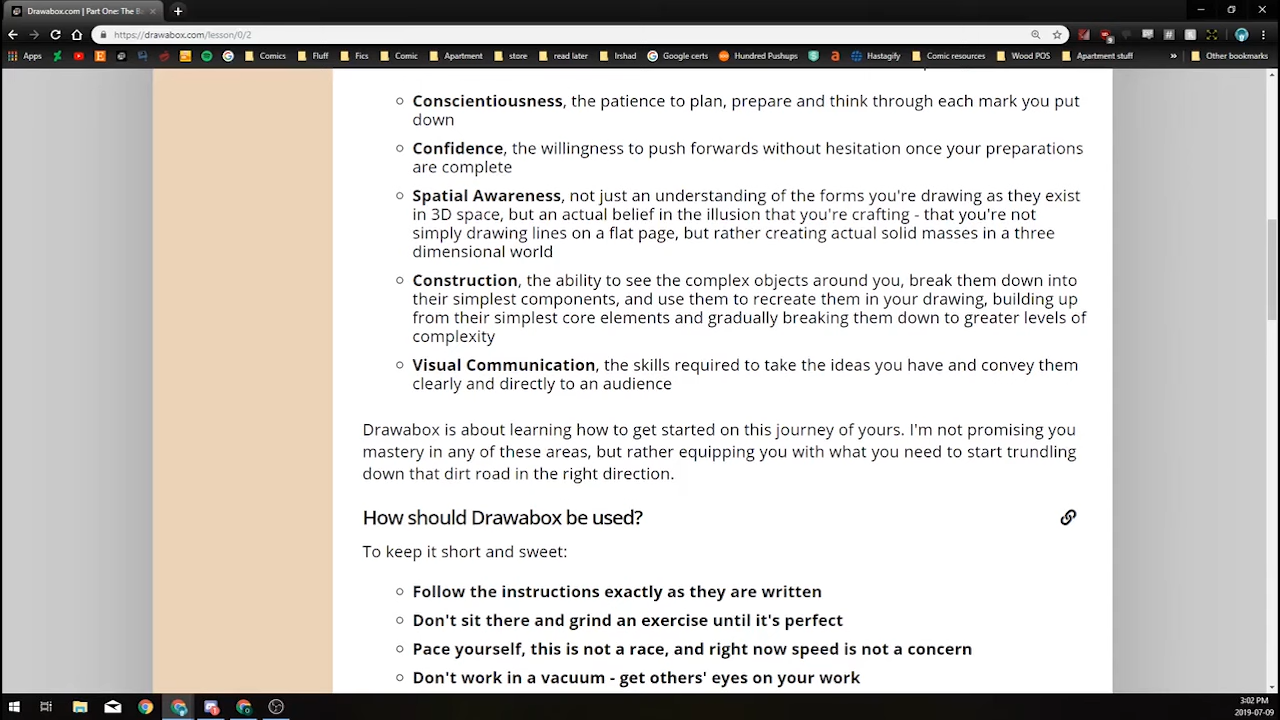 Drawabox.com | Part One: The B
https://drawabox.com/lesson/0/2
Apps
Comics
Fluff
Fics
Comic
Apartment
store
read later
Irshad
Google certs
Hundred Pushups
Hastagify
Comic resources
Wood POS
Apartment stuff
»
Other bookmarks
Conscientiousness, the patience to plan, prepare and think through each mark you put
down
Confidence, the willingness to push forwards without hesitation once your preparations
are complete
Spatial Awareness, not just an understanding of the forms you're drawing as they exist
in 3D space, but an actual belief in the illusion that you're crafting - that you're not
simply drawing lines on a flat page, but rather creating actual solid masses in a three
dimensional world
Construction, the ability to see the complex objects around you, break them down into
their simplest components, and use them to recreate them in your drawing, building up
from their simplest core elements and gradually breaking them down to greater levels of
complexity
Visual Communication, the skills required to take the ideas you have and convey them
clearly and directly to an audience
Drawabox is about learning how to get started on this journey of yours. I'm not promising you
mastery in any of these areas, but rather equipping you with what you need to start trundling
down that dirt road in the right direction.
How should Drawabox be used?
To keep it short and sweet:
Follow the instructions exactly as they are written
Don't sit there and grind an exercise until it's perfect
Pace yourself, this is not a race, and right now speed is not a concern
Don't work in a vacuum - get others' eyes on your work
3:02 PM
2019-07-09